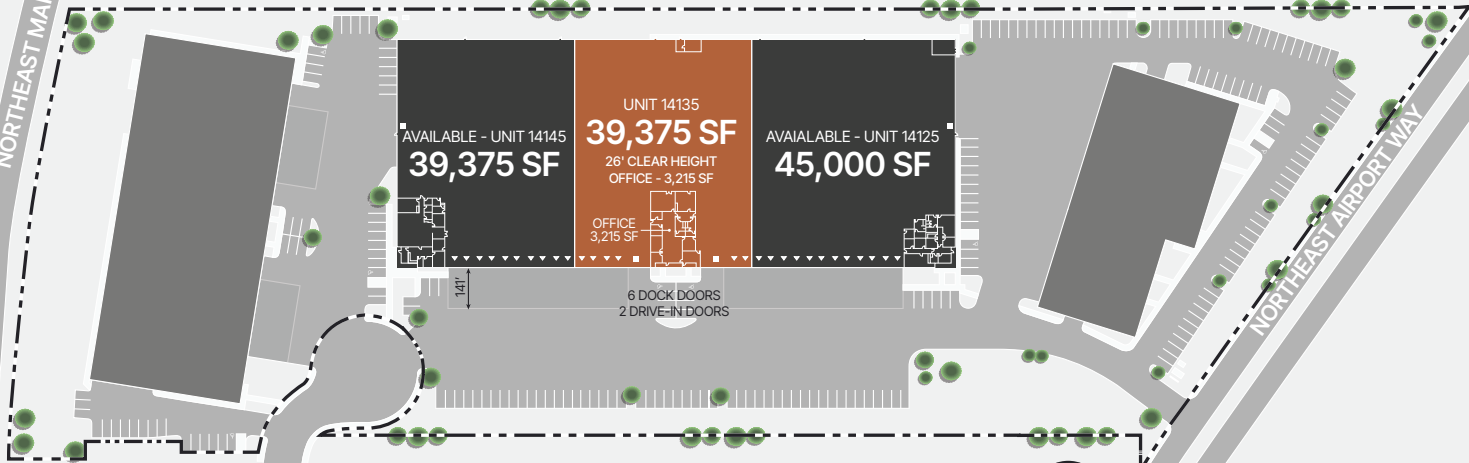 NORTHEAST MAI
AVAILABLE - UNIT 14145
39,375 SF
UNIT 14135
39,375 SF
26' CLEAR HEIGHT
OFFICE - 3,215 SF
OFFICE
3,215 SF
AVAIALABLE - UNIT 14125
45,000 SF
141'
6 DOCK DOORS
2 DRIVE-IN DOORS
NORTHEAST AIRPORT WAY